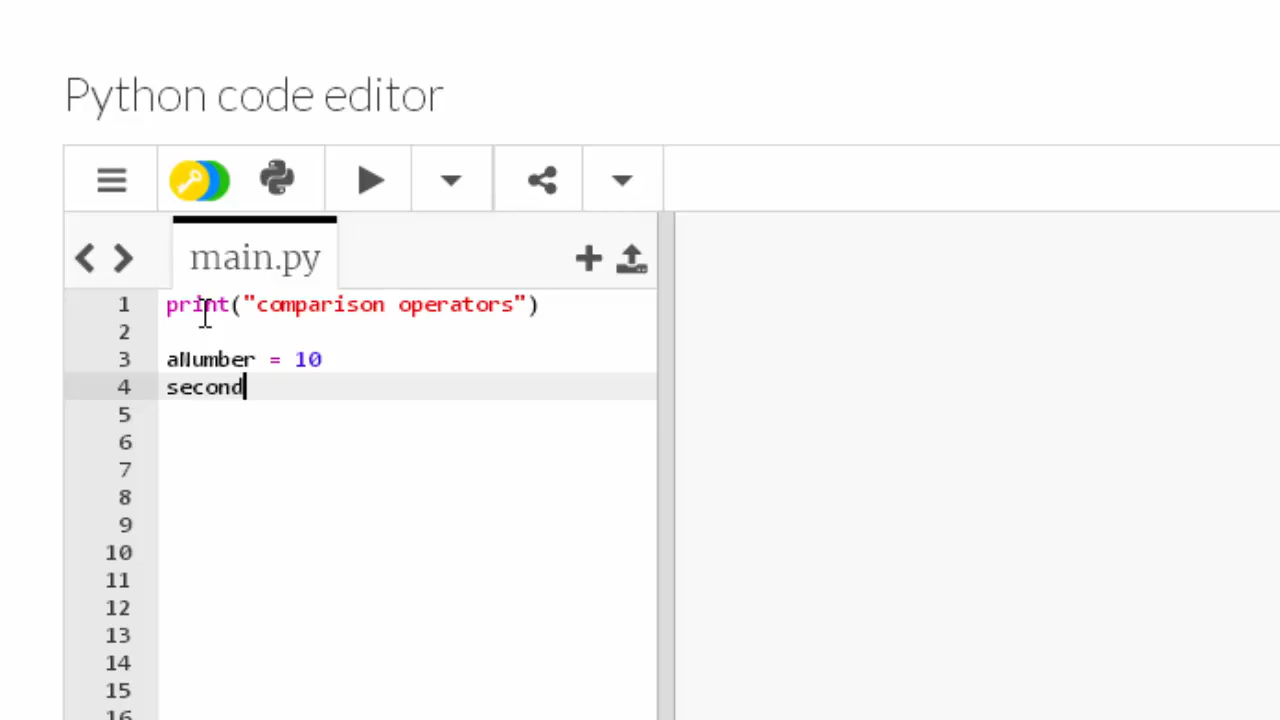 Python code editor
main.py
1 print("comparison operators")
2
3 aNumber = 10
4 second
5
6
7
8
9
10
11
12
13
14
15
16